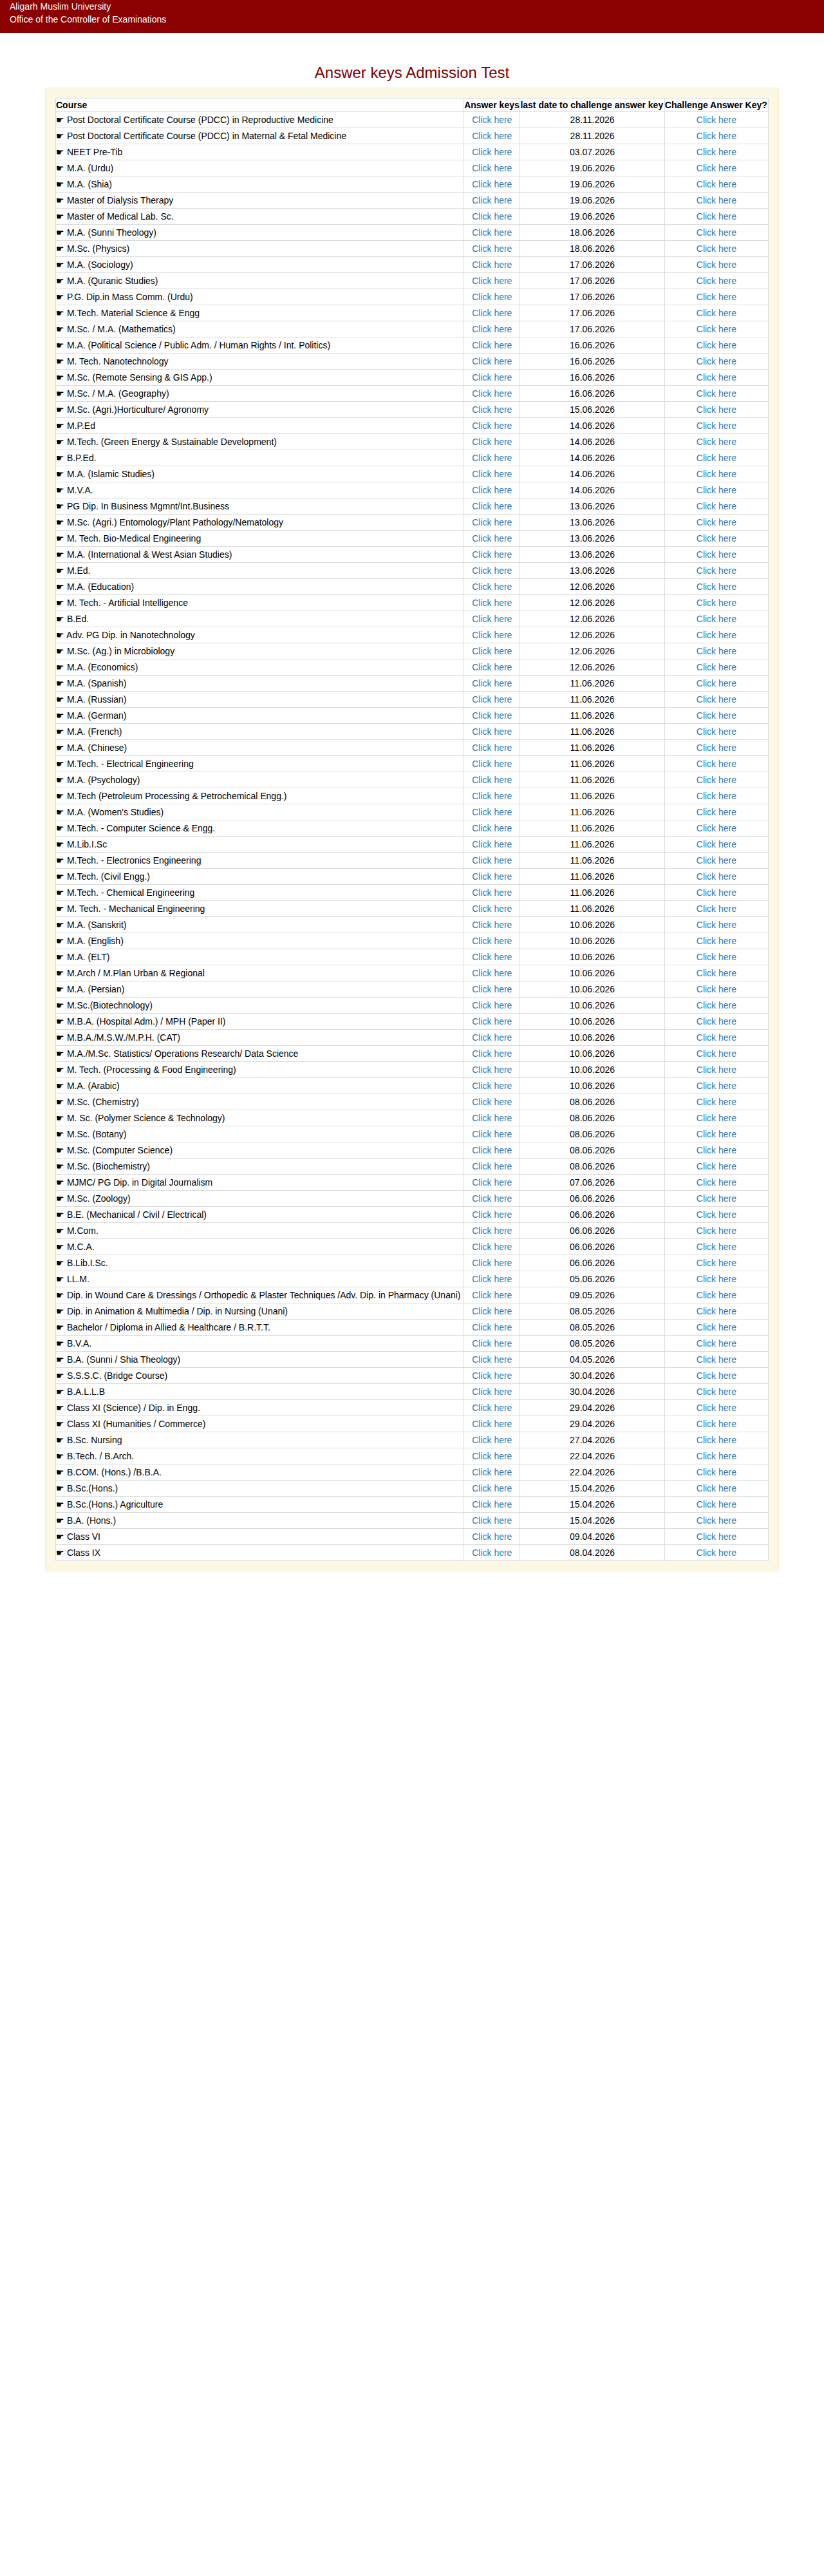 Aligarh Muslim University
Office of the Controller of Examinations
Answer keys Admission Test
Course Answer keys last date to challenge answer key Challenge Answer Key?
☛ Post Doctoral Certificate Course (PDCC) in Reproductive Medicine Click here 28.11.2026 Click here
☛ Post Doctoral Certificate Course (PDCC) in Maternal & Fetal Medicine Click here 28.11.2026 Click here
☛ NEET Pre-Tib Click here 03.07.2026 Click here
☛ M.A. (Urdu) Click here 19.06.2026 Click here
☛ M.A. (Shia) Click here 19.06.2026 Click here
☛ Master of Dialysis Therapy Click here 19.06.2026 Click here
☛ Master of Medical Lab. Sc. Click here 19.06.2026 Click here
☛ M.A. (Sunni Theology) Click here 18.06.2026 Click here
☛ M.Sc. (Physics) Click here 18.06.2026 Click here
☛ M.A. (Sociology) Click here 17.06.2026 Click here
☛ M.A. (Quranic Studies) Click here 17.06.2026 Click here
☛ P.G. Dip.in Mass Comm. (Urdu) Click here 17.06.2026 Click here
☛ M.Tech. Material Science & Engg Click here 17.06.2026 Click here
☛ M.Sc. / M.A. (Mathematics) Click here 17.06.2026 Click here
☛ M.A. (Political Science / Public Adm. / Human Rights / Int. Politics) Click here 16.06.2026 Click here
☛ M. Tech. Nanotechnology Click here 16.06.2026 Click here
☛ M.Sc. (Remote Sensing & GIS App.) Click here 16.06.2026 Click here
☛ M.Sc. / M.A. (Geography) Click here 16.06.2026 Click here
☛ M.Sc. (Agri.)Horticulture/ Agronomy Click here 15.06.2026 Click here
☛ M.P.Ed Click here 14.06.2026 Click here
☛ M.Tech. (Green Energy & Sustainable Development) Click here 14.06.2026 Click here
☛ B.P.Ed. Click here 14.06.2026 Click here
☛ M.A. (Islamic Studies) Click here 14.06.2026 Click here
☛ M.V.A. Click here 14.06.2026 Click here
☛ PG Dip. In Business Mgmnt/Int.Business Click here 13.06.2026 Click here
☛ M.Sc. (Agri.) Entomology/Plant Pathology/Nematology Click here 13.06.2026 Click here
☛ M. Tech. Bio-Medical Engineering Click here 13.06.2026 Click here
☛ M.A. (International & West Asian Studies) Click here 13.06.2026 Click here
☛ M.Ed. Click here 13.06.2026 Click here
☛ M.A. (Education) Click here 12.06.2026 Click here
☛ M. Tech. - Artificial Intelligence Click here 12.06.2026 Click here
☛ B.Ed. Click here 12.06.2026 Click here
☛ Adv. PG Dip. in Nanotechnology Click here 12.06.2026 Click here
☛ M.Sc. (Ag.) in Microbiology Click here 12.06.2026 Click here
☛ M.A. (Economics) Click here 12.06.2026 Click here
☛ M.A. (Spanish) Click here 11.06.2026 Click here
☛ M.A. (Russian) Click here 11.06.2026 Click here
☛ M.A. (German) Click here 11.06.2026 Click here
☛ M.A. (French) Click here 11.06.2026 Click here
☛ M.A. (Chinese) Click here 11.06.2026 Click here
☛ M.Tech. - Electrical Engineering Click here 11.06.2026 Click here
☛ M.A. (Psychology) Click here 11.06.2026 Click here
☛ M.Tech (Petroleum Processing & Petrochemical Engg.) Click here 11.06.2026 Click here
☛ M.A. (Women's Studies) Click here 11.06.2026 Click here
☛ M.Tech. - Computer Science & Engg. Click here 11.06.2026 Click here
☛ M.Lib.I.Sc Click here 11.06.2026 Click here
☛ M.Tech. - Electronics Engineering Click here 11.06.2026 Click here
☛ M.Tech. (Civil Engg.) Click here 11.06.2026 Click here
☛ M.Tech. - Chemical Engineering Click here 11.06.2026 Click here
☛ M. Tech. - Mechanical Engineering Click here 11.06.2026 Click here
☛ M.A. (Sanskrit) Click here 10.06.2026 Click here
☛ M.A. (English) Click here 10.06.2026 Click here
☛ M.A. (ELT) Click here 10.06.2026 Click here
☛ M.Arch / M.Plan Urban & Regional Click here 10.06.2026 Click here
☛ M.A. (Persian) Click here 10.06.2026 Click here
☛ M.Sc.(Biotechnology) Click here 10.06.2026 Click here
☛ M.B.A. (Hospital Adm.) / MPH (Paper II) Click here 10.06.2026 Click here
☛ M.B.A./M.S.W./M.P.H. (CAT) Click here 10.06.2026 Click here
☛ M.A./M.Sc. Statistics/ Operations Research/ Data Science Click here 10.06.2026 Click here
☛ M. Tech. (Processing & Food Engineering) Click here 10.06.2026 Click here
☛ M.A. (Arabic) Click here 10.06.2026 Click here
☛ M.Sc. (Chemistry) Click here 08.06.2026 Click here
☛ M. Sc. (Polymer Science & Technology) Click here 08.06.2026 Click here
☛ M.Sc. (Botany) Click here 08.06.2026 Click here
☛ M.Sc. (Computer Science) Click here 08.06.2026 Click here
☛ M.Sc. (Biochemistry) Click here 08.06.2026 Click here
☛ MJMC/ PG Dip. in Digital Journalism Click here 07.06.2026 Click here
☛ M.Sc. (Zoology) Click here 06.06.2026 Click here
☛ B.E. (Mechanical / Civil / Electrical) Click here 06.06.2026 Click here
☛ M.Com. Click here 06.06.2026 Click here
☛ M.C.A. Click here 06.06.2026 Click here
☛ B.Lib.I.Sc. Click here 06.06.2026 Click here
☛ LL.M. Click here 05.06.2026 Click here
☛ Dip. in Wound Care & Dressings / Orthopedic & Plaster Techniques /Adv. Dip. in Pharmacy (Unani) Click here 09.05.2026 Click here
☛ Dip. in Animation & Multimedia / Dip. in Nursing (Unani) Click here 08.05.2026 Click here
☛ Bachelor / Diploma in Allied & Healthcare / B.R.T.T. Click here 08.05.2026 Click here
☛ B.V.A. Click here 08.05.2026 Click here
☛ B.A. (Sunni / Shia Theology) Click here 04.05.2026 Click here
☛ S.S.S.C. (Bridge Course) Click here 30.04.2026 Click here
☛ B.A.L.L.B Click here 30.04.2026 Click here
☛ Class XI (Science) / Dip. in Engg. Click here 29.04.2026 Click here
☛ Class XI (Humanities / Commerce) Click here 29.04.2026 Click here
☛ B.Sc. Nursing Click here 27.04.2026 Click here
☛ B.Tech. / B.Arch. Click here 22.04.2026 Click here
☛ B.COM. (Hons.) /B.B.A. Click here 22.04.2026 Click here
☛ B.Sc.(Hons.) Click here 15.04.2026 Click here
☛ B.Sc.(Hons.) Agriculture Click here 15.04.2026 Click here
☛ B.A. (Hons.) Click here 15.04.2026 Click here
☛ Class VI Click here 09.04.2026 Click here
☛ Class IX Click here 08.04.2026 Click here